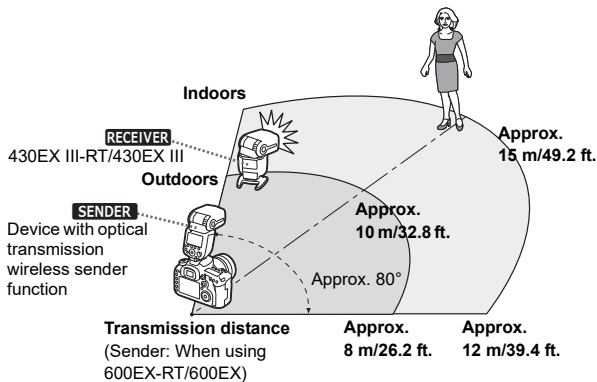 Indoors
RECEIVER
430EX III-RT/430EX III
Outdoors
SENDER
Device with optical
transmission
wireless sender
function
Approx.
15 m/49.2 ft.
Approx.
10 m/32.8 ft.
Approx. 80°
Transmission distance
(Sender: When using
600EX-RT/600EX)
Approx.
8 m/26.2 ft.
Approx.
12 m/39.4 ft.